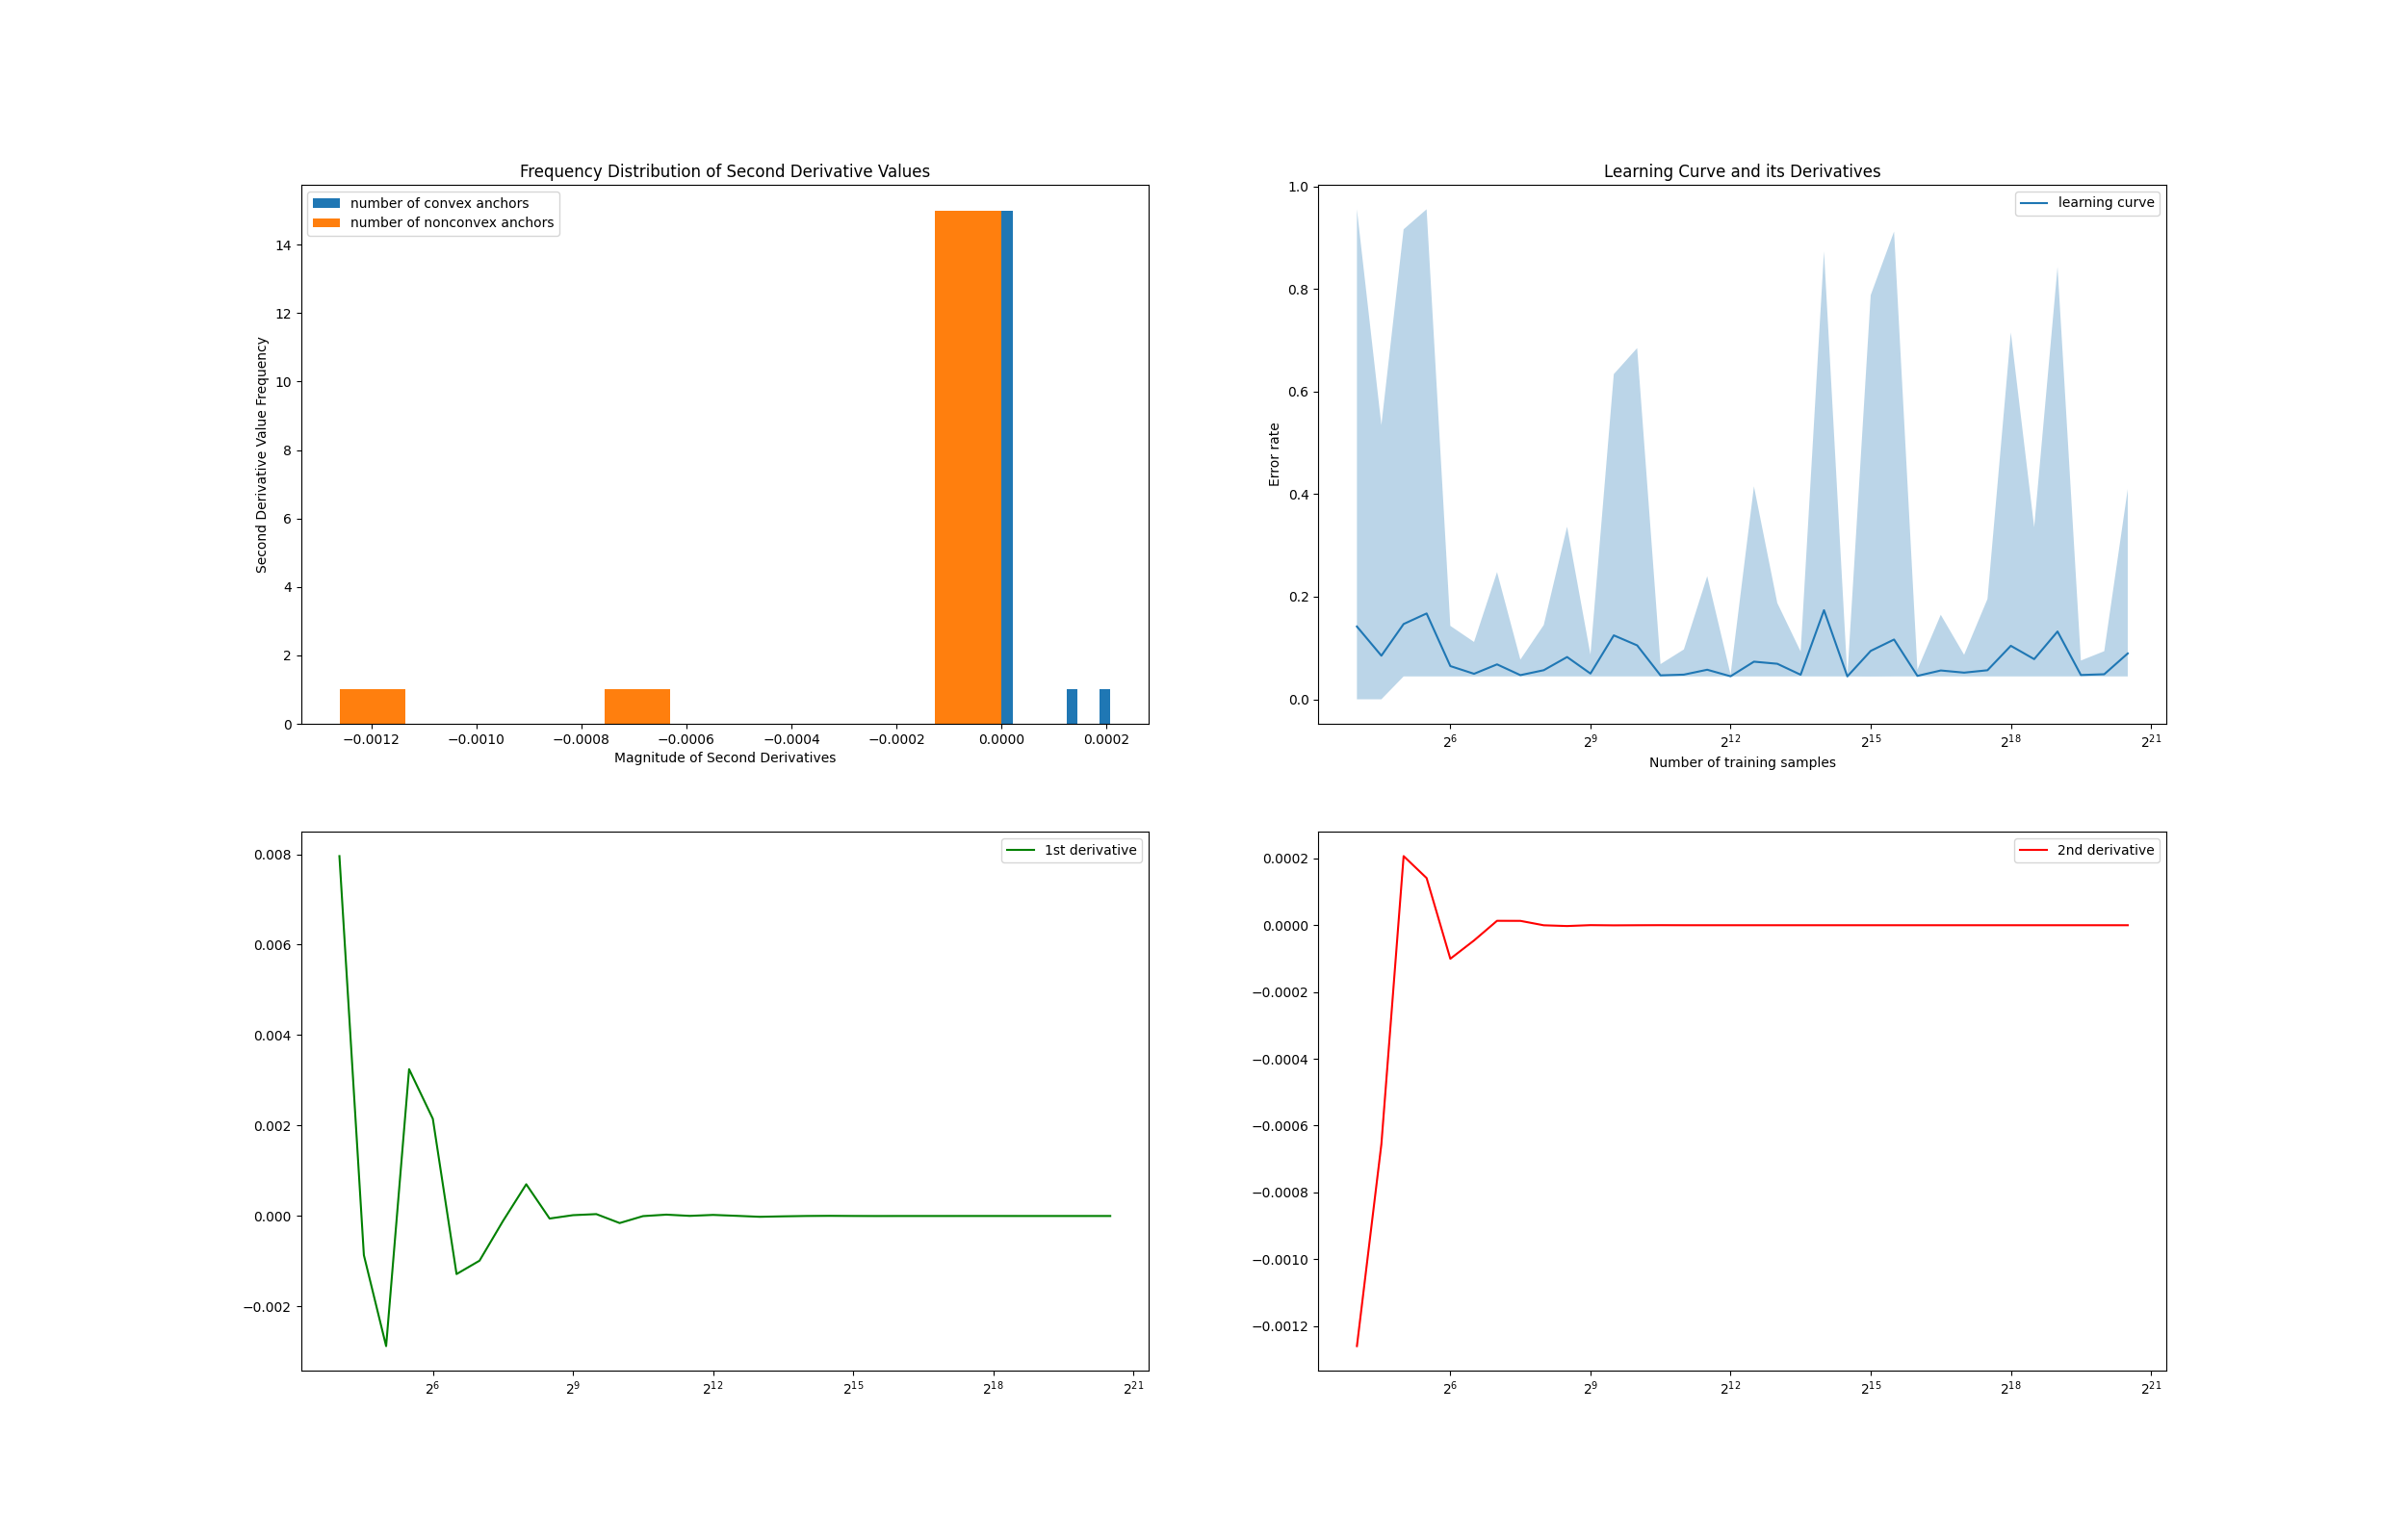 Frequency Distribution of Second Derivative Values
number of convex anchors
number of nonconvex anchors
14
12
10
8
6
4
2
0
Second Derivative Value Frequency
−0.0012 −0.0010 −0.0008 −0.0006 −0.0004 −0.0002 0.0000 0.0002
Magnitude of Second Derivatives
Learning Curve and its Derivatives
learning curve
1.0
0.8
0.6
0.4
0.2
0.0
Error rate
2^6 2^9 2^12 2^15 2^18 2^21
Number of training samples
1st derivative
0.008
0.006
0.004
0.002
0.000
−0.002
2^6 2^9 2^12 2^15 2^18 2^21
2nd derivative
0.0002
0.0000
−0.0002
−0.0004
−0.0006
−0.0008
−0.0010
−0.0012
2^6 2^9 2^12 2^15 2^18 2^21